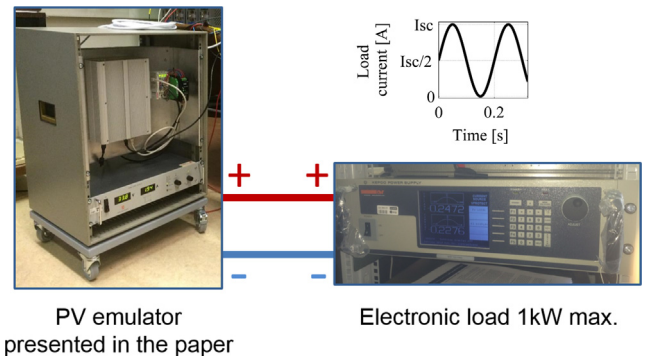 Isc
Isc/2
0
Load
current [A]
0
0.2
Time [s]
+
+
-
-
PV emulator
presented in the paper
Electronic load 1kW max.